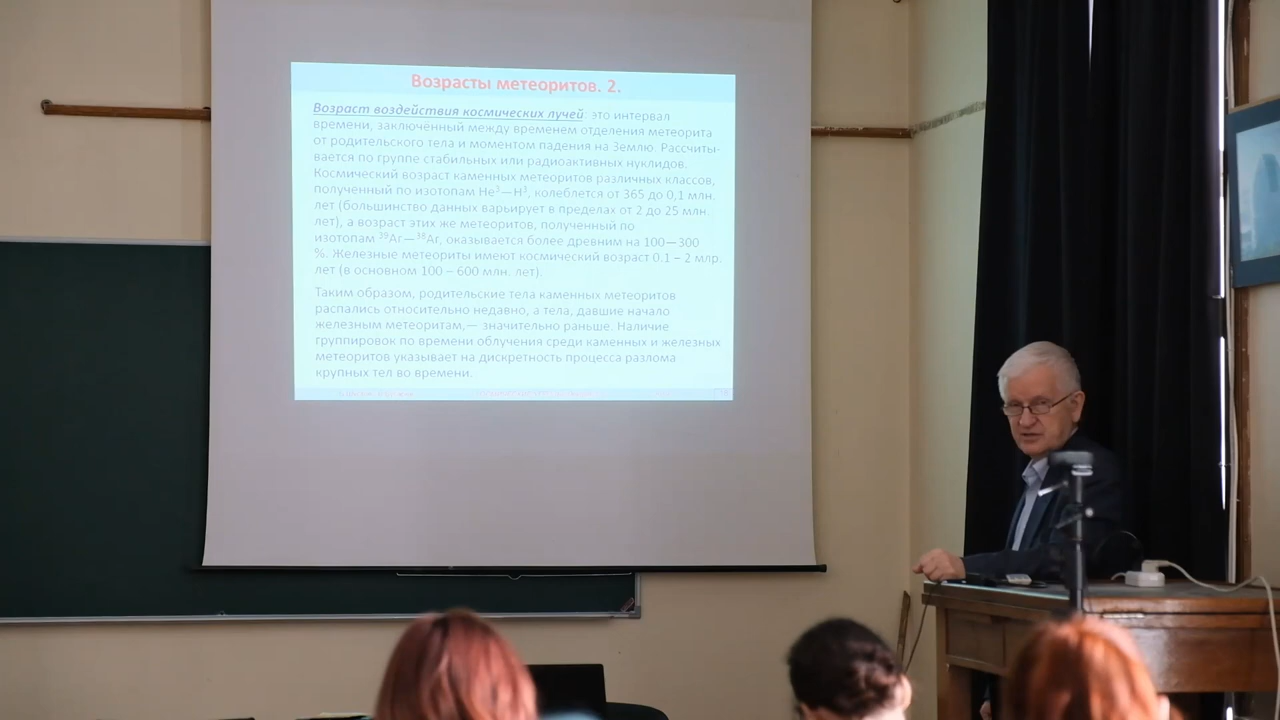 Возрасты метеоритов. 2.
Возраст воздействия космических лучей: это интервал
времени, заключенный между временем отделения метеорита
от родительского тела и моментом падения на Землю. Рассчиты-
вается по группе стабильных или радиоактивных нуклидов.
Космический возраст каменных метеоритов различных классов,
полученный по изотопам He³—H³, колеблется от 365 до 0,1 млн.
лет (большинство данных варьирует в пределах от 2 до 25 млн.
лет), а возраст этих же метеоритов, полученный по
изотопам ³⁹Ar—³⁸Ar, оказывается более древним на 100—300
%. Железные метеориты имеют космический возраст 0.1 – 2 млр.
лет (в основном 100 – 600 млн. лет).
Таким образом, родительские тела каменных метеоритов
распались относительно недавно, а тела, давшие начало
железным метеоритам,— значительно раньше. Наличие
группировок по времени облучения среди каменных и железных
метеоритов указывает на дискретность процесса разлома
крупных тел во времени.